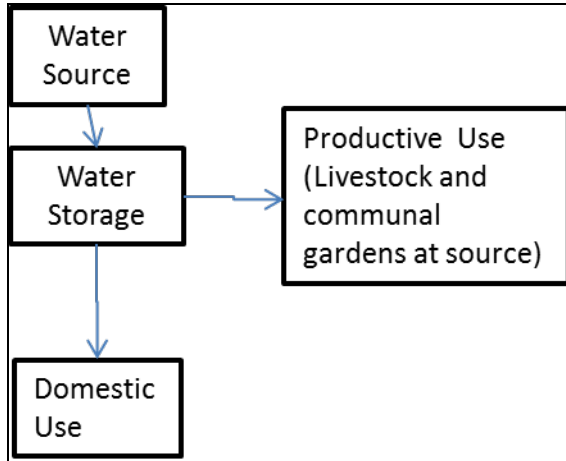 Water
Source
Water
Storage
Productive Use
(Livestock and
communal
gardens at source)
Domestic
Use